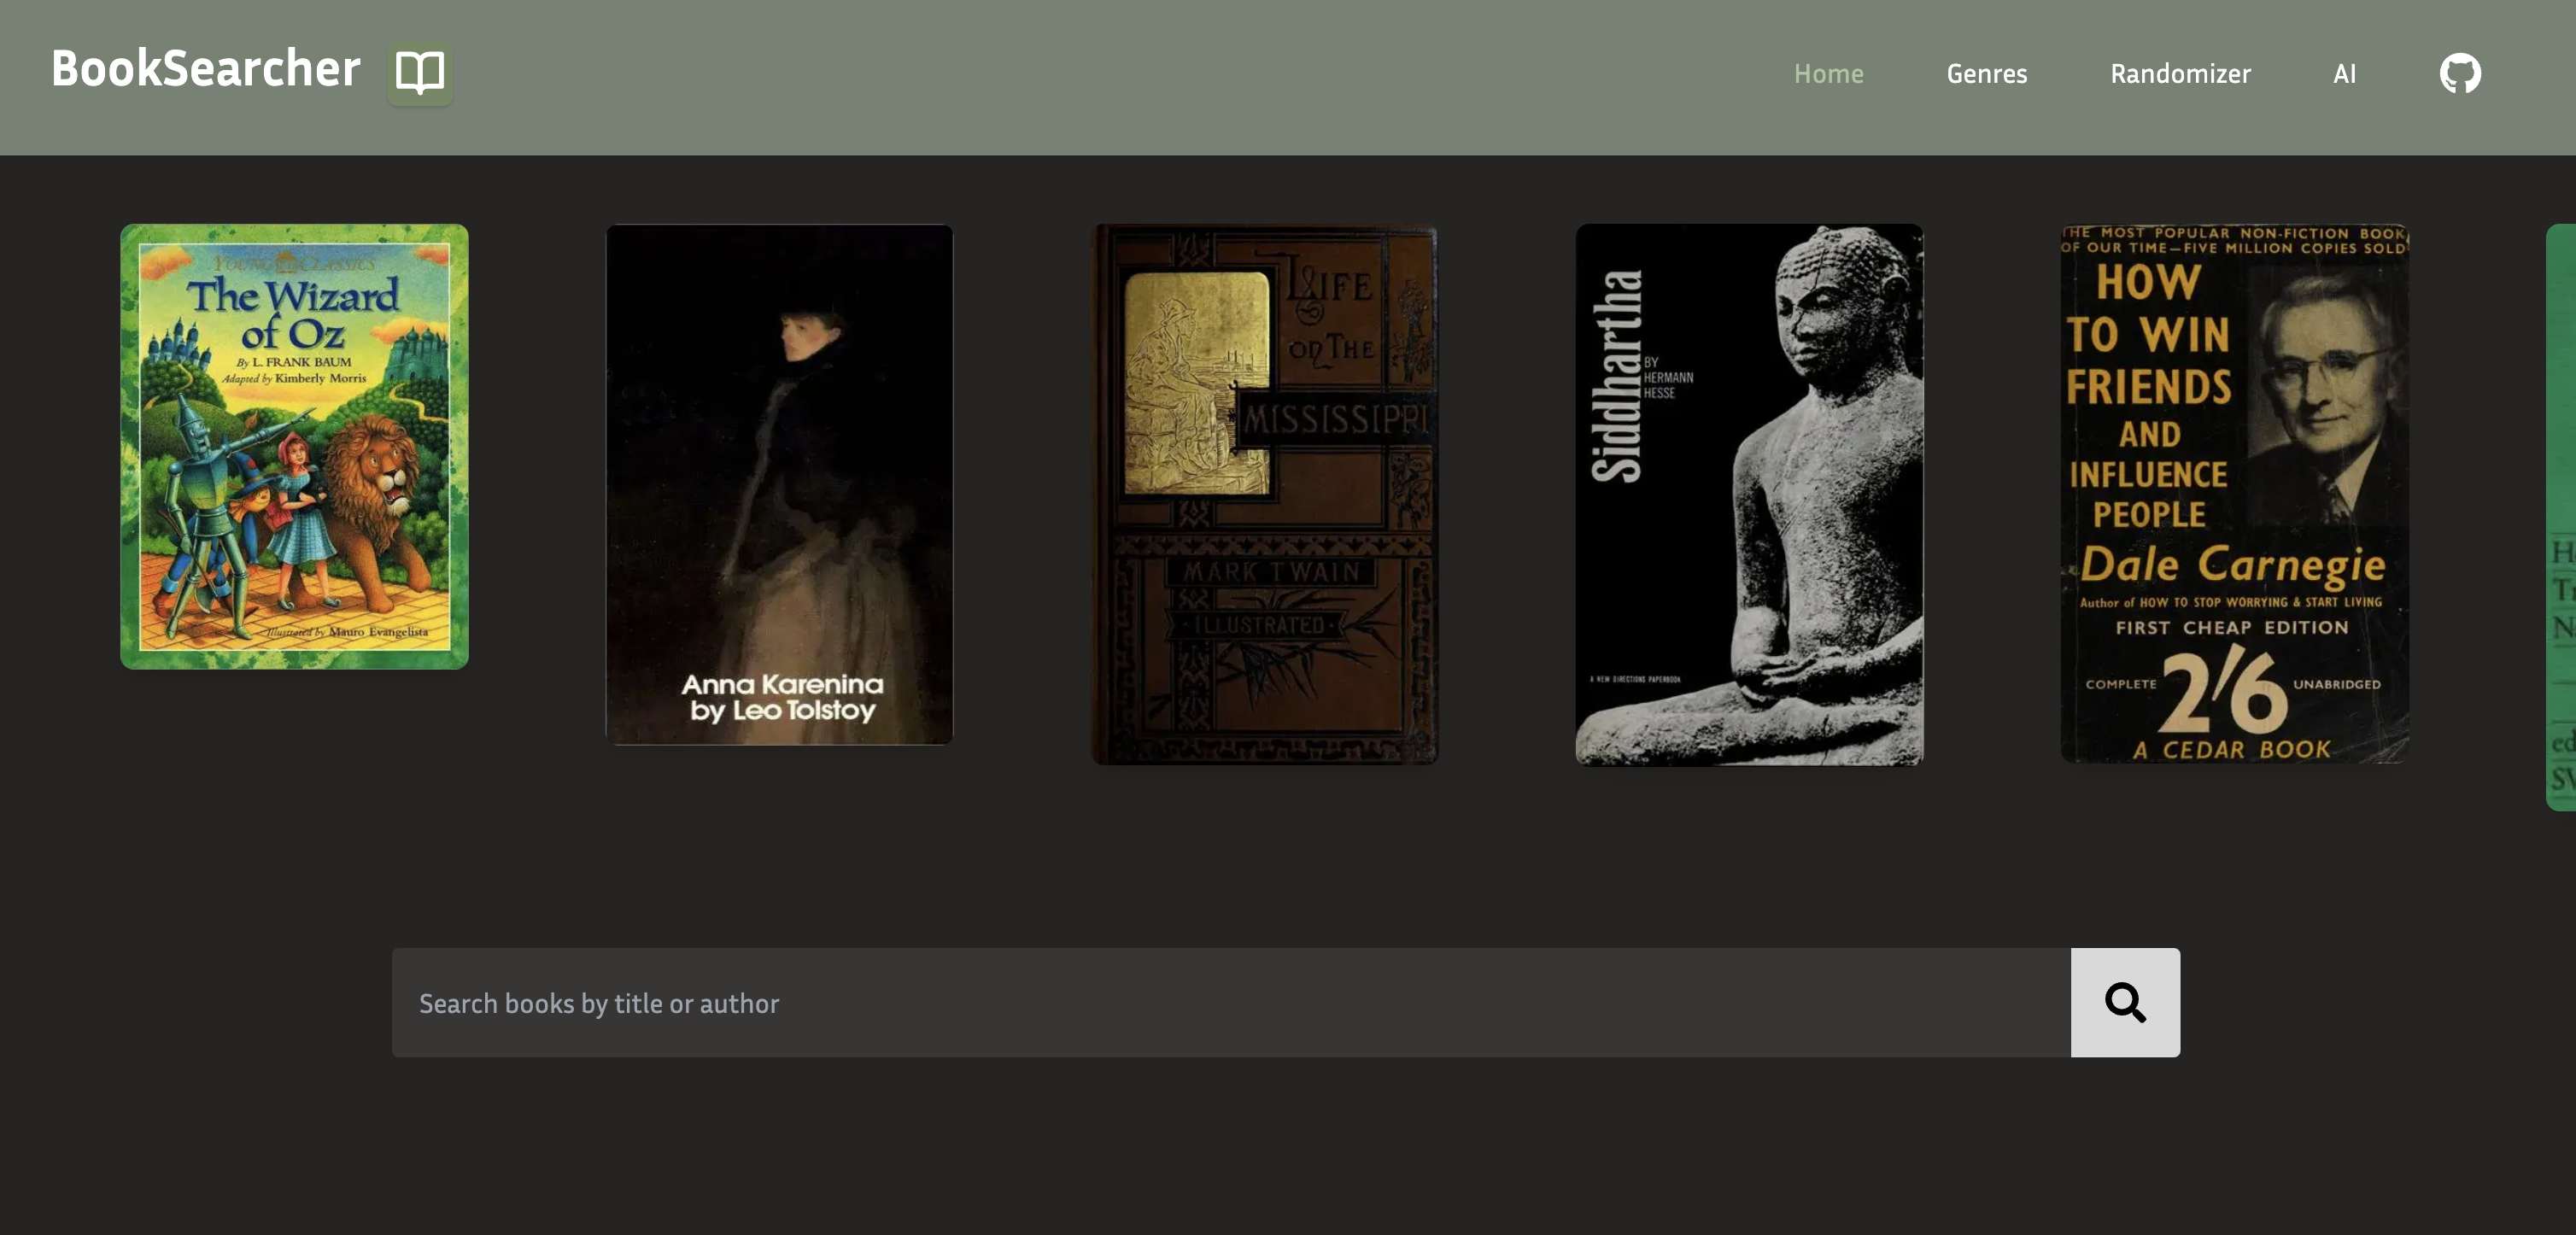 BookSearcher
Home
Genres
Randomizer
AI
YOUNG CLASSICS
The Wizard
of Oz
By L. FRANK BAUM
Adapted by Kimberly Morris
Illustrated by Mauro Evangelista
Anna Karenina
by Leo Tolstoy
LIFE
ON THE
MISSISSIPPI
MARK TWAIN
ILLUSTRATED
Siddhartha
BY
HERMANN
HESSE
A NEW DIRECTIONS PAPERBOOK
THE MOST POPULAR NON-FICTION BOOK
OF OUR TIME—FIVE MILLION COPIES SOLD
HOW
TO WIN
FRIENDS
AND
INFLUENCE
PEOPLE
Dale Carnegie
Author of HOW TO STOP WORRYING & START LIVING
FIRST CHEAP EDITION
COMPLETE 2'/6 UNABRIDGED
A CEDAR BOOK
Search books by title or author